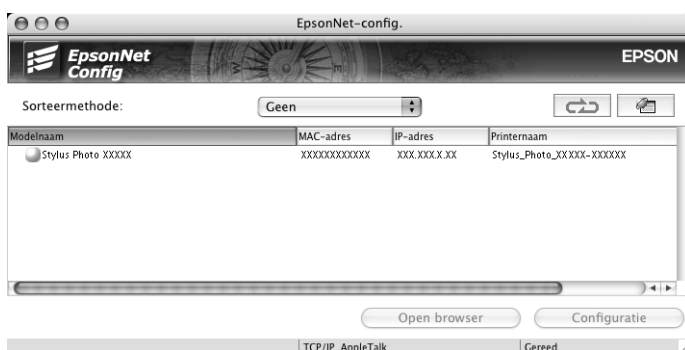 EpsonNet-config.
EpsonNet
Config
EPSON
Sorteermethode:
Geen
Modelnaam MAC-adres IP-adres Printernaam
Stylus Photo XXXXX XXXXXXXXXXXX XXX.XXX.X.XX Stylus_Photo_XXXXX-XXXXXX
Open browser Configuratie
TCP/IP AppleTalk Gereed